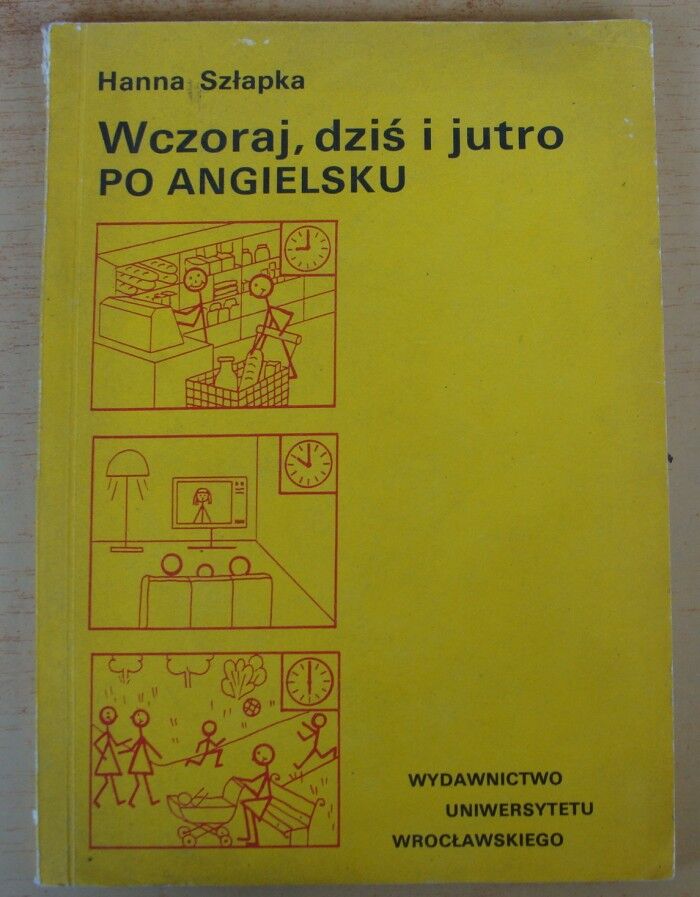 Hanna Szłapka
Wczoraj, dziś i jutro
PO ANGIELSKU
WYDAWNICTWO
UNIWERSYTETU
WROCŁAWSKIEGO